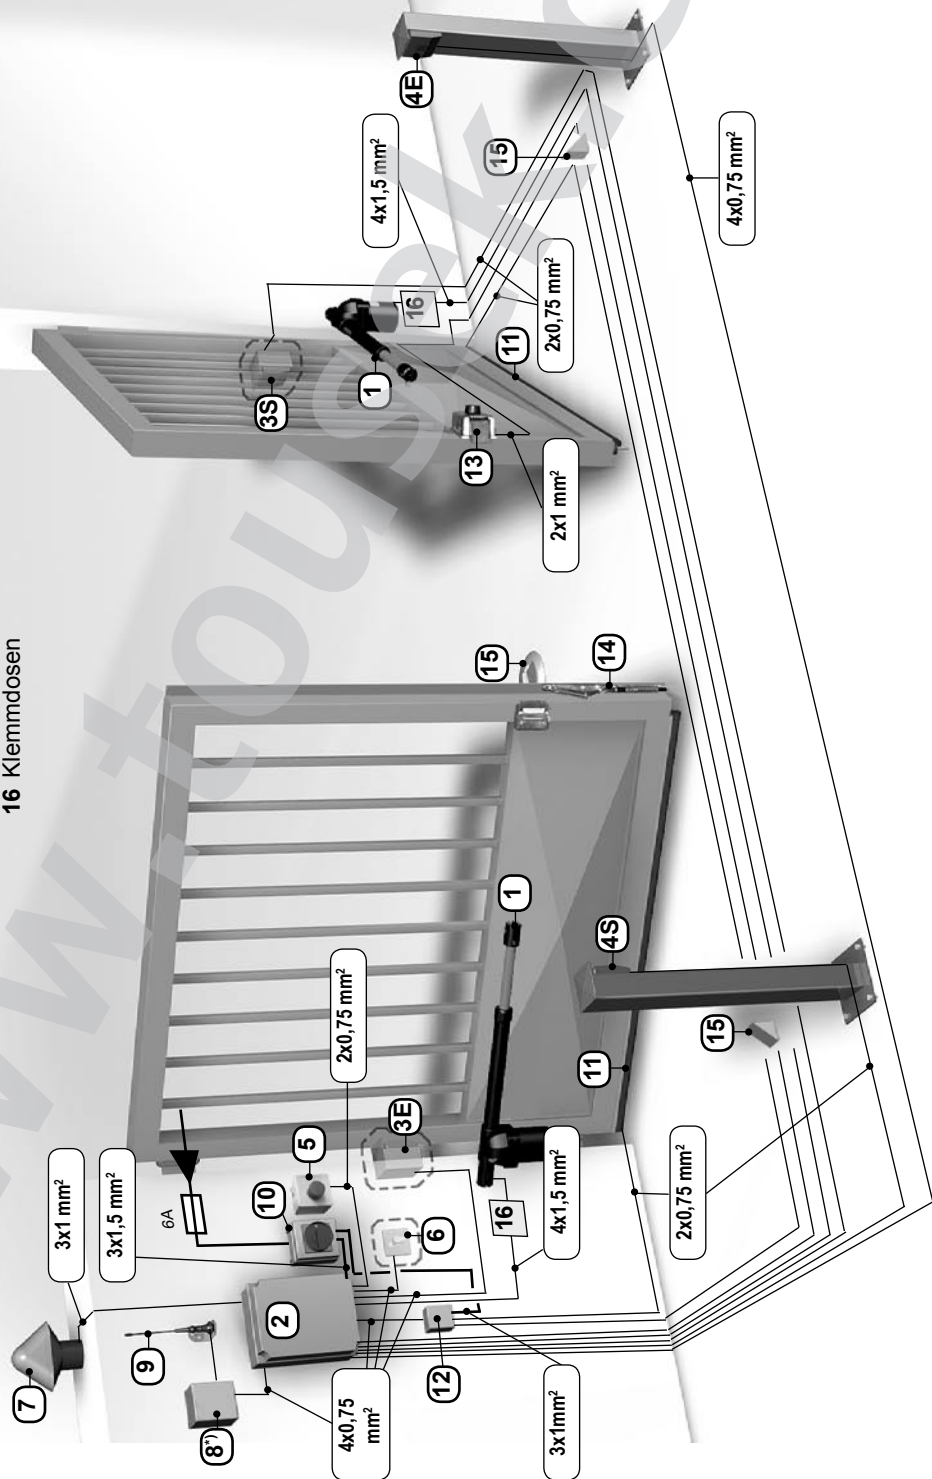 16 Klemmdosen
7
3x1 mm²
3x1,5 mm²
9
6A
8*)
10
3S
2
5
2x0,75 mm²
4x0,75
mm²
1
4x1,5 mm²
3E
16
4E
6
12
13
15
15
16
1
11
4x1,5 mm²
3x1mm²
2x1 mm²
2x0,75 mm²
11
14
4S
2x0,75 mm²
15
4x0,75 mm²
w.tousek.c